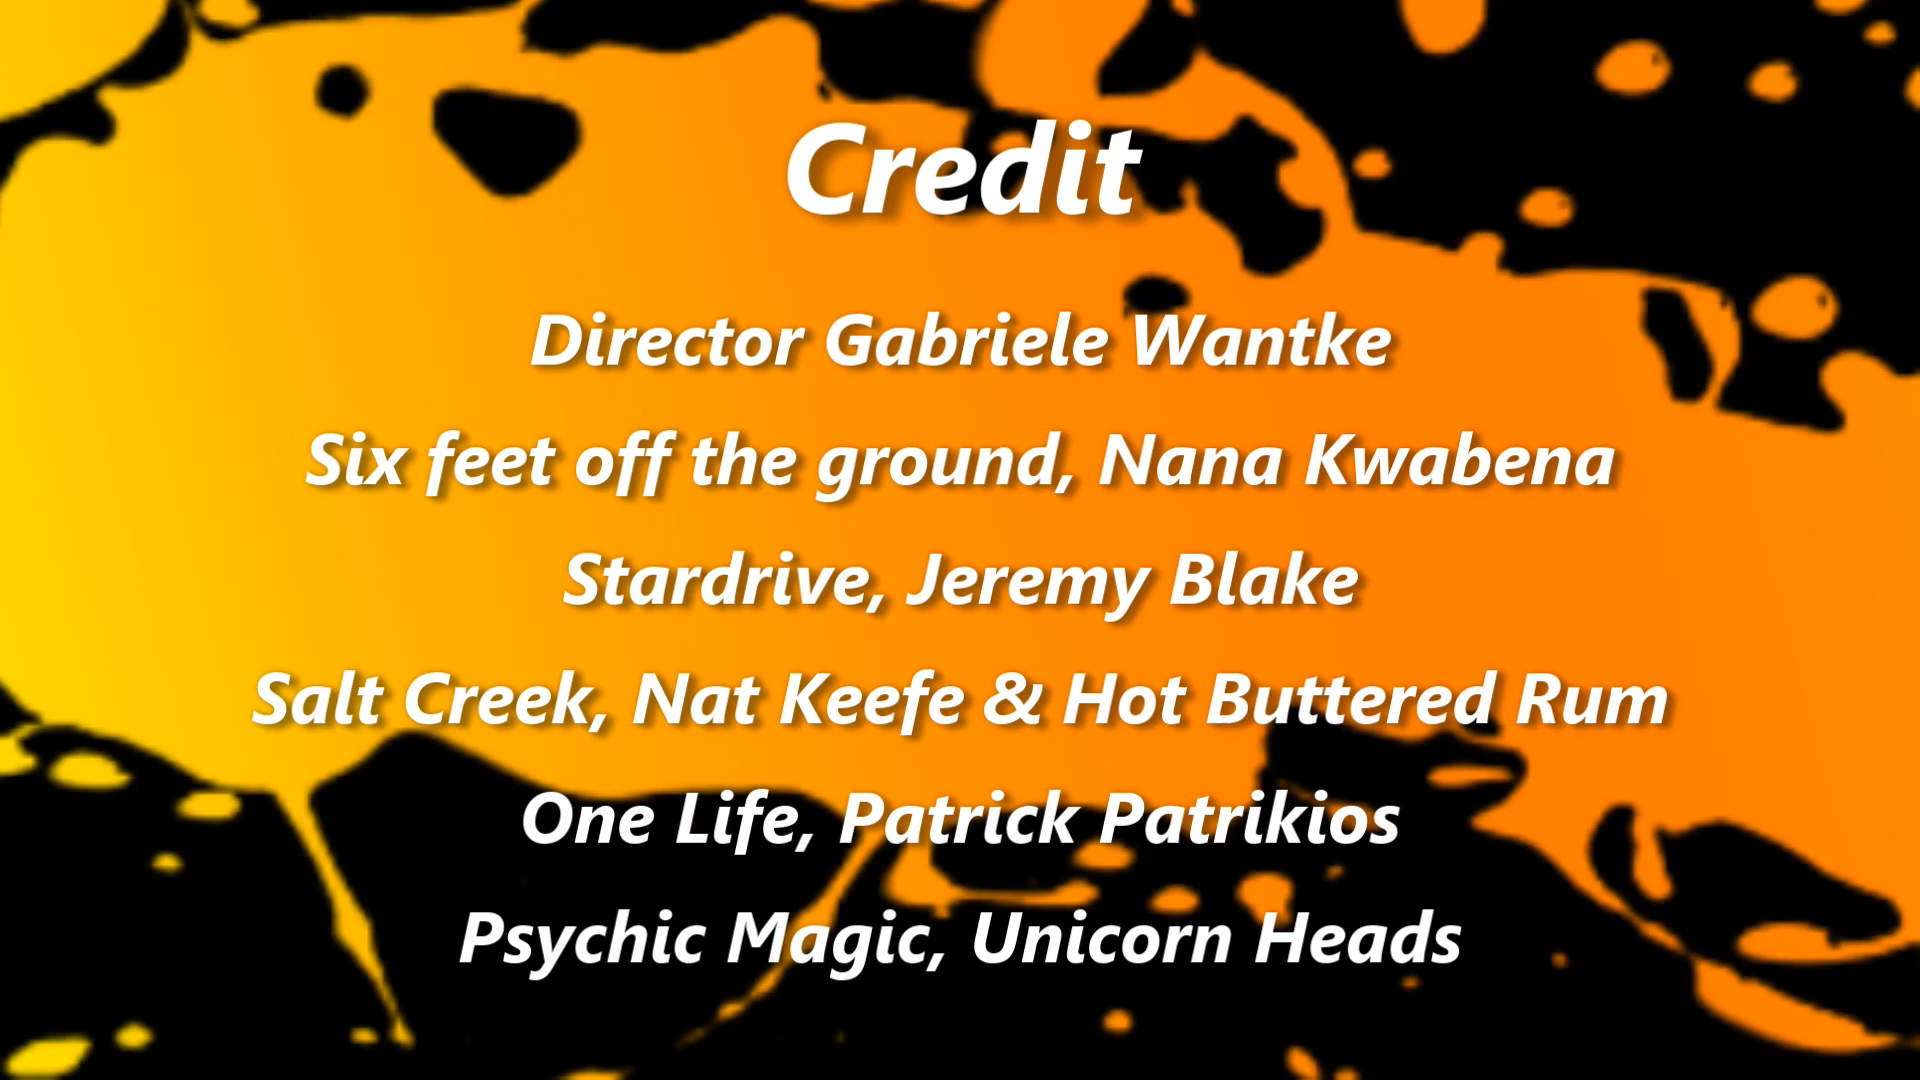 Credit
Director Gabriele Wantke
Six feet off the ground, Nana Kwabena
Stardrive, Jeremy Blake
Salt Creek, Nat Keefe & Hot Buttered Rum
One Life, Patrick Patrikios
Psychic Magic, Unicorn Heads